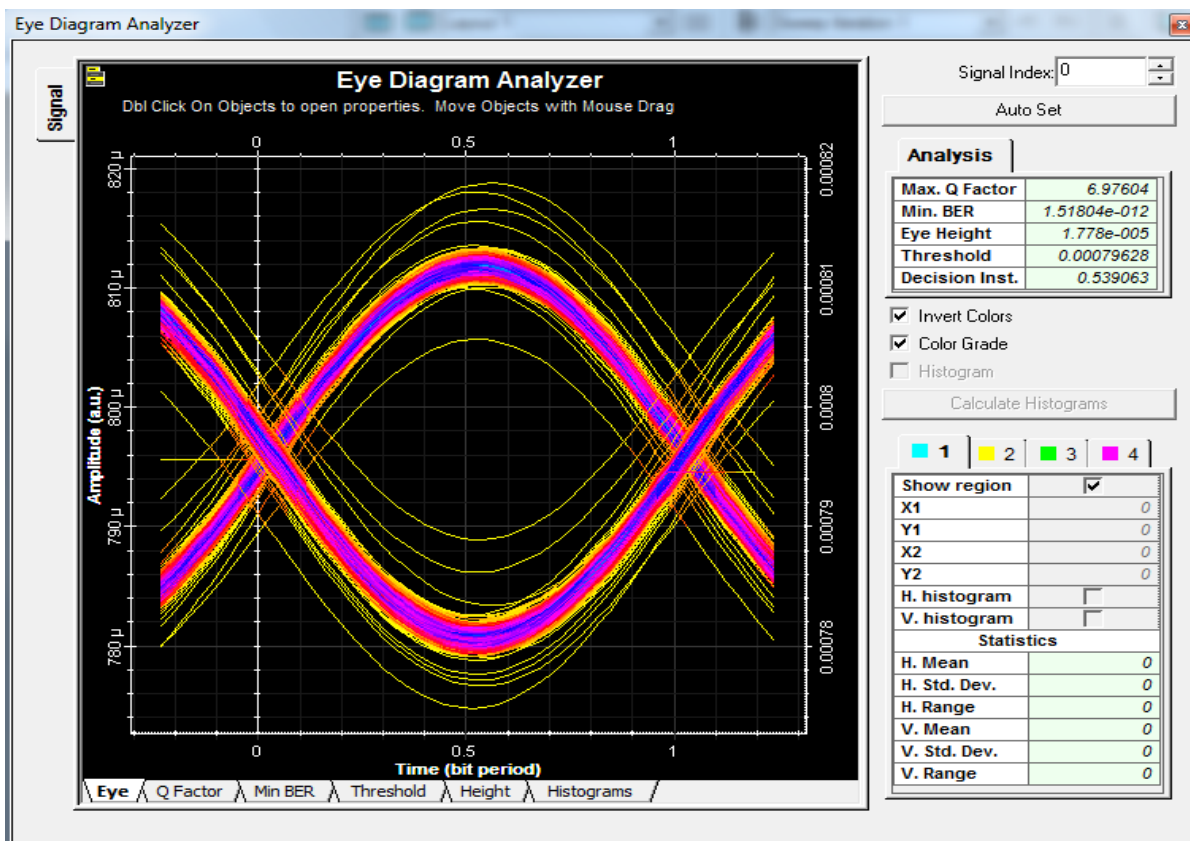 Eye Diagram Analyzer
Signal
Eye Diagram Analyzer
Dbl Click On Objects to open properties. Move Objects with Mouse Drag
0 0.5 1
820 µ
810 µ
800 µ
790 µ
780 µ
Amplitude (a.u.)
0.00082
0.00081
0.0008
0.00079
0.00078
0 0.5 1
Time (bit period)
Eye Q Factor Min BER Threshold Height Histograms
Signal Index: 0
Auto Set
Analysis
Max. Q Factor 6.97604
Min. BER 1.51804e-012
Eye Height 1.778e-005
Threshold 0.00079628
Decision Inst. 0.539063
Invert Colors
Color Grade
Histogram
Calculate Histograms
1 2 3 4
Show region
X1 0
Y1 0
X2 0
Y2 0
H. histogram
V. histogram
Statistics
H. Mean 0
H. Std. Dev. 0
H. Range 0
V. Mean 0
V. Std. Dev. 0
V. Range 0